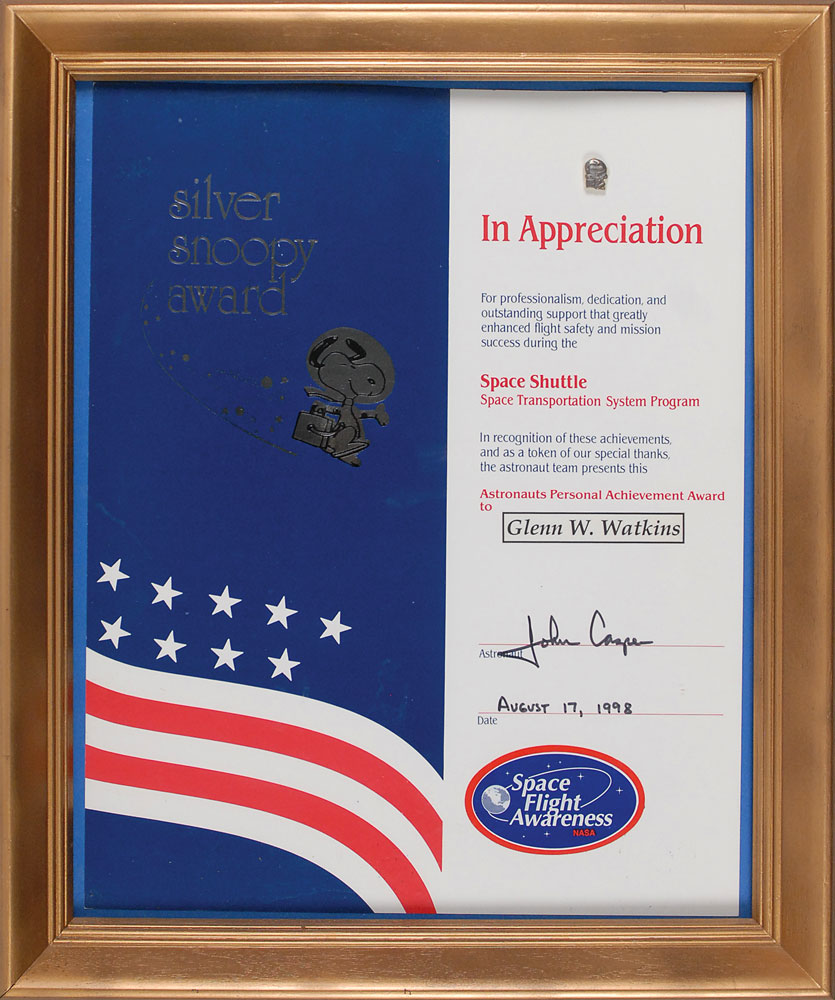 silver
snoopy
award
In Appreciation
For professionalism, dedication, and
outstanding support that greatly
enhanced flight safety and mission
success during the
Space Shuttle
Space Transportation System Program
In recognition of these achievements,
and as a token of our special thanks,
the astronaut team presents this
Astronauts Personal Achievement Award
to
Glenn W. Watkins
John Casper
Astronaut
August 17, 1998
Date
Space
Flight
Awareness
NASA